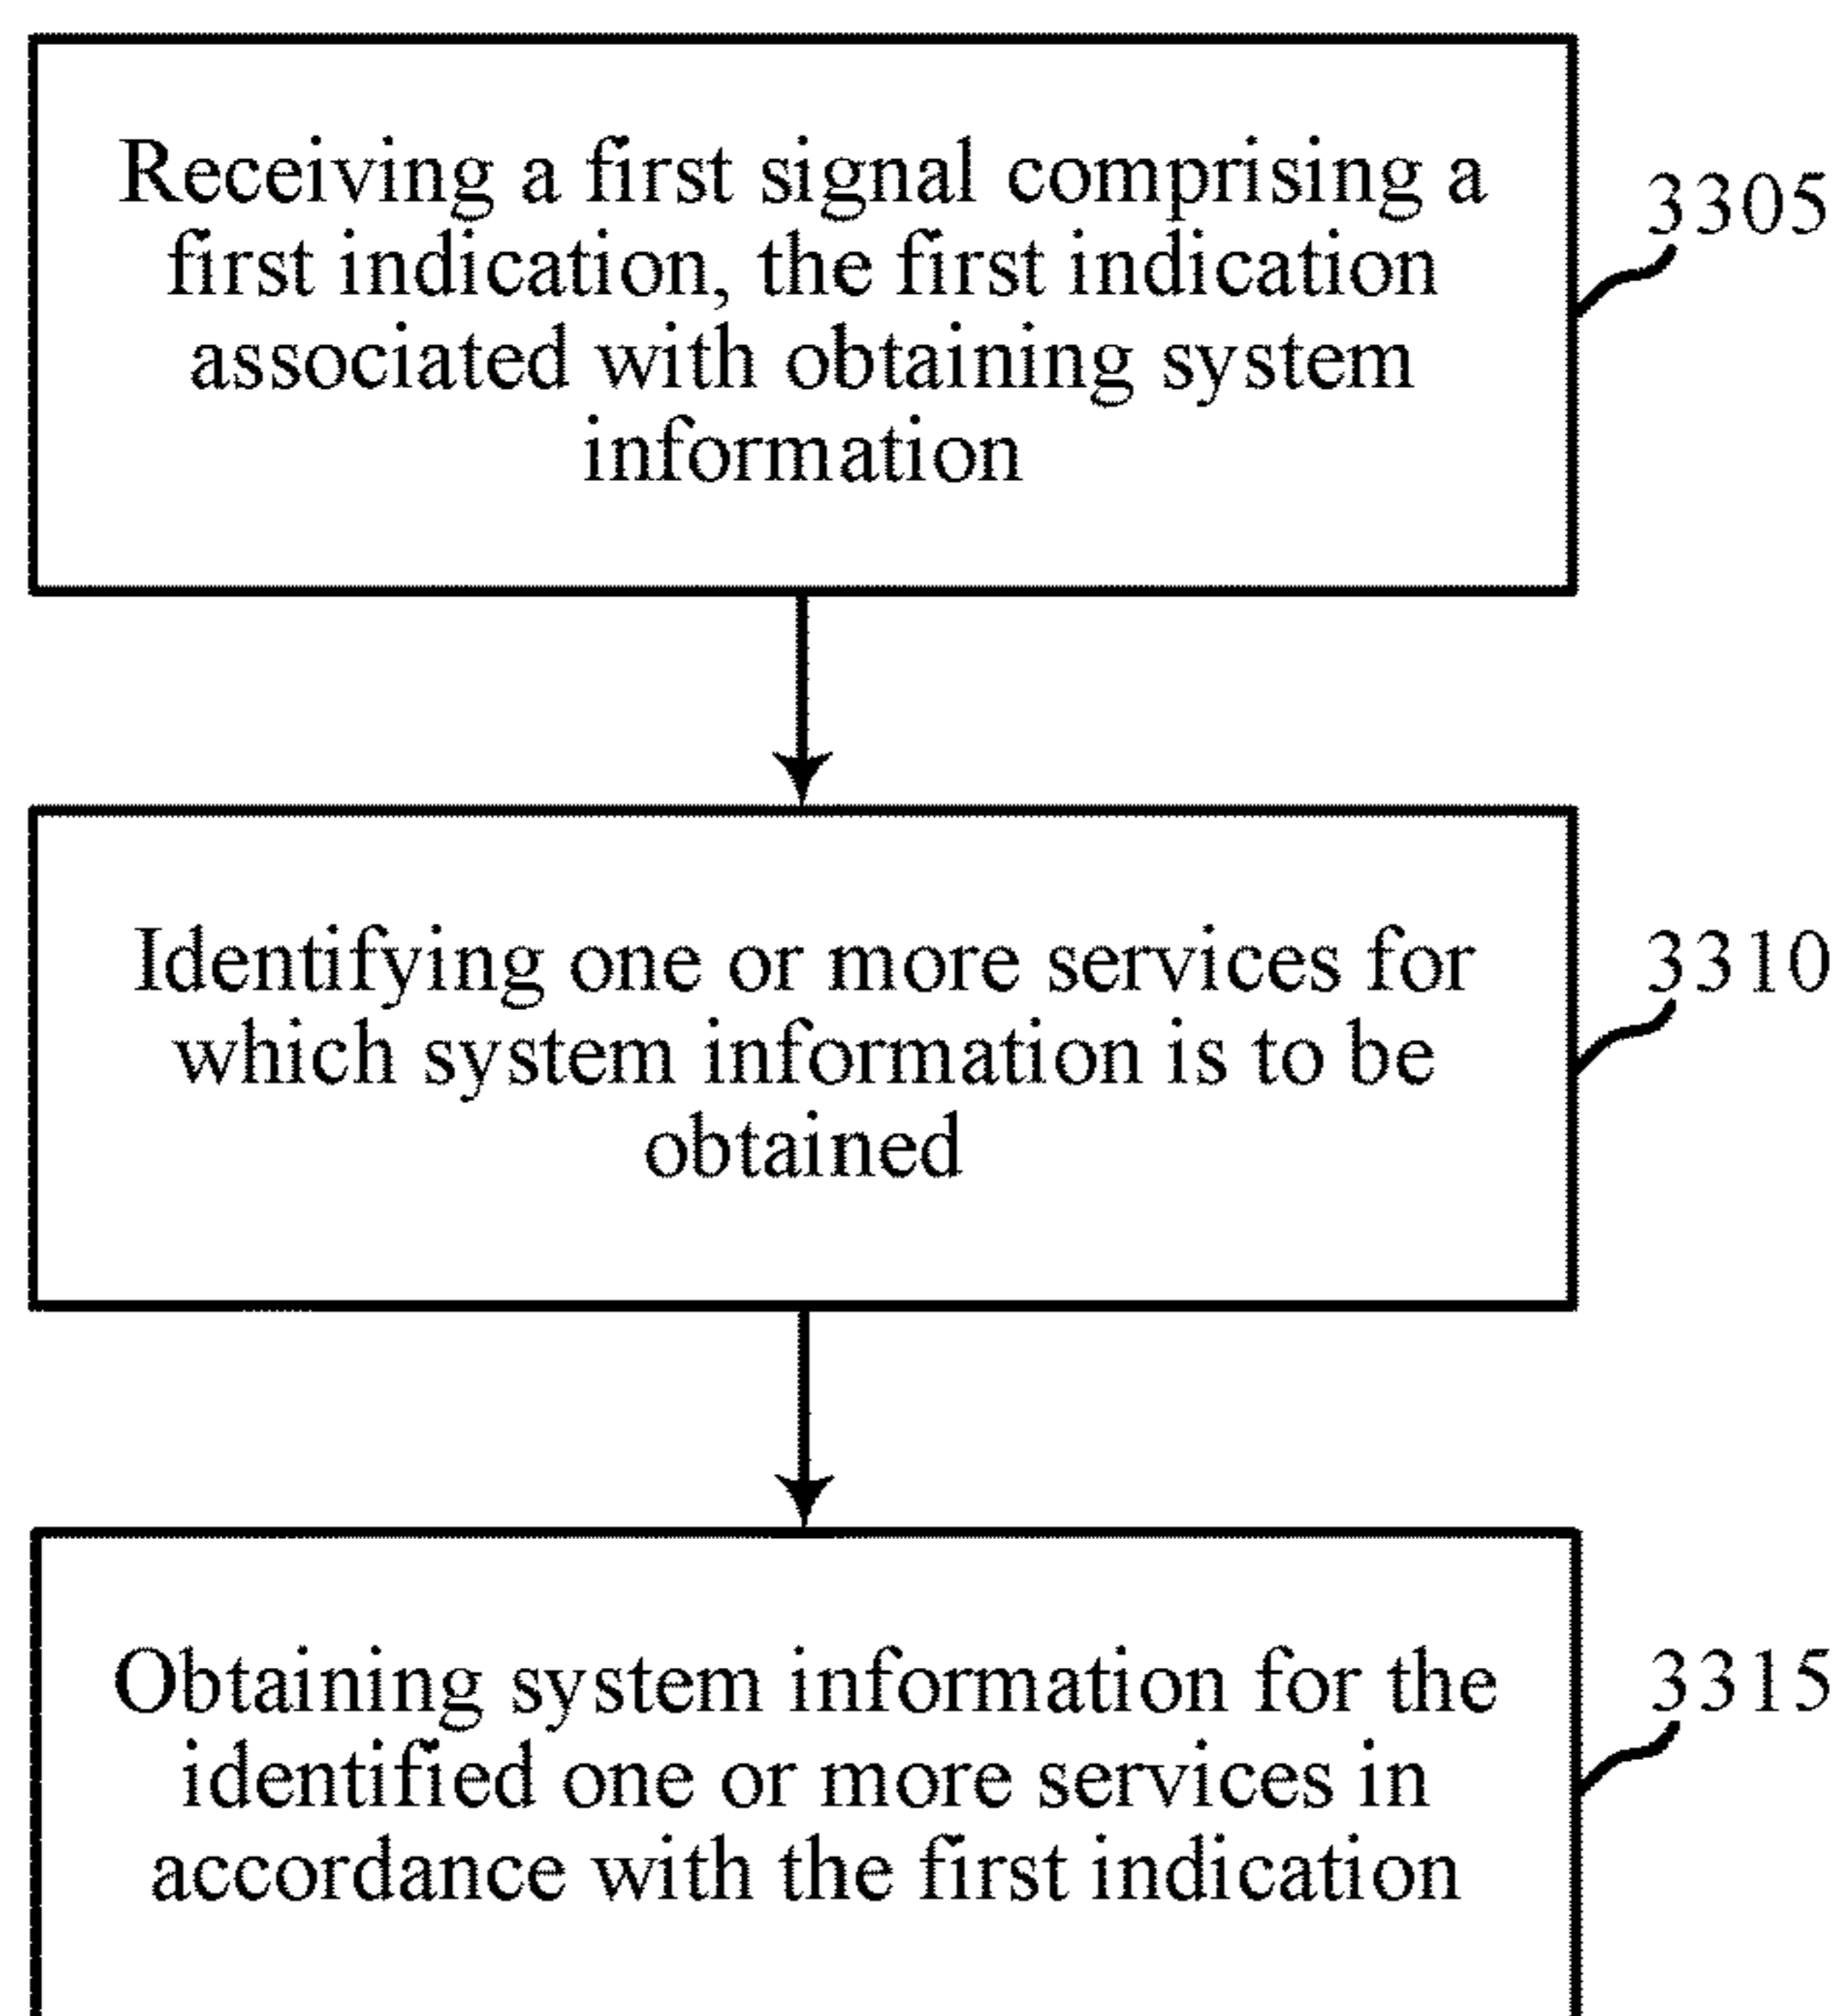 Receiving a first signal comprising a
first indication, the first indication
associated with obtaining system
information
3305
Identifying one or more services for
which system information is to be
obtained
3310
Obtaining system information for the
identified one or more services in
accordance with the first indication
3315